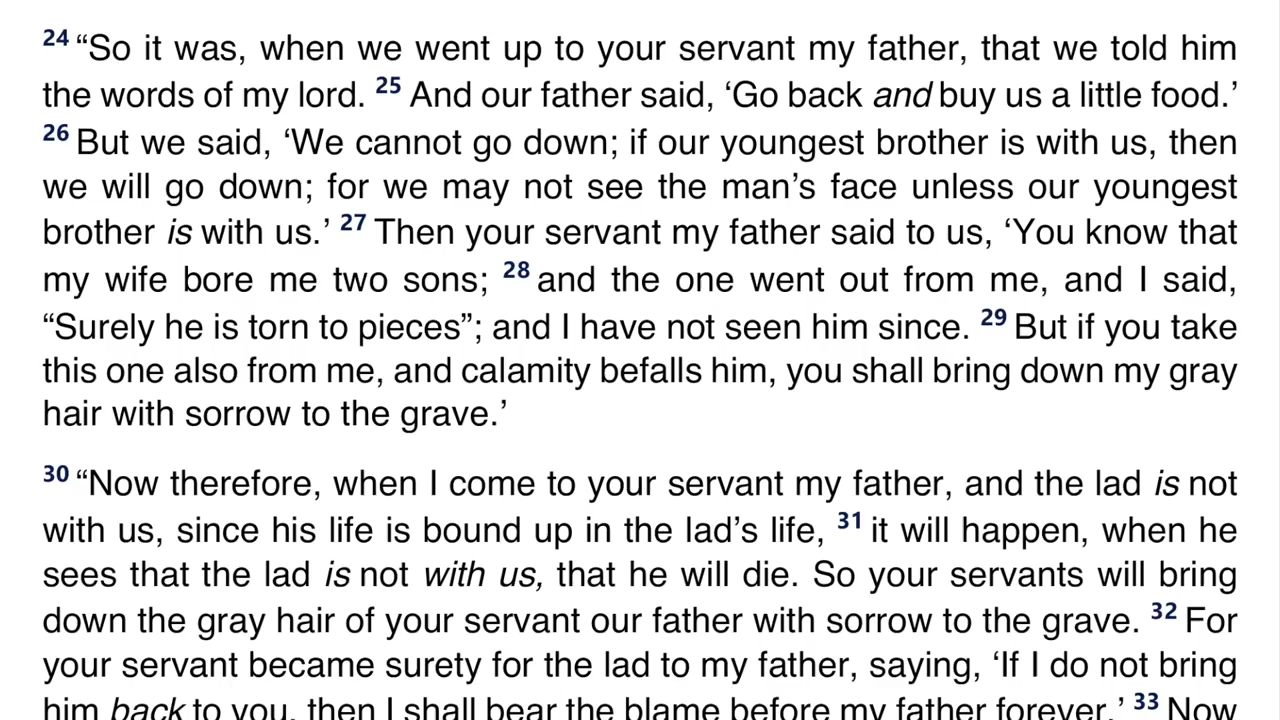 24 “So it was, when we went up to your servant my father, that we told him
the words of my lord. 25 And our father said, ‘Go back and buy us a little food.’
26 But we said, ‘We cannot go down; if our youngest brother is with us, then
we will go down; for we may not see the man’s face unless our youngest
brother is with us.’ 27 Then your servant my father said to us, ‘You know that
my wife bore me two sons; 28 and the one went out from me, and I said,
“Surely he is torn to pieces”; and I have not seen him since. 29 But if you take
this one also from me, and calamity befalls him, you shall bring down my gray
hair with sorrow to the grave.’
30 “Now therefore, when I come to your servant my father, and the lad is not
with us, since his life is bound up in the lad’s life, 31 it will happen, when he
sees that the lad is not with us, that he will die. So your servants will bring
down the gray hair of your servant our father with sorrow to the grave. 32 For
your servant became surety for the lad to my father, saying, ‘If I do not bring
him back to you, then I shall bear the blame before my father forever.’ 33 Now